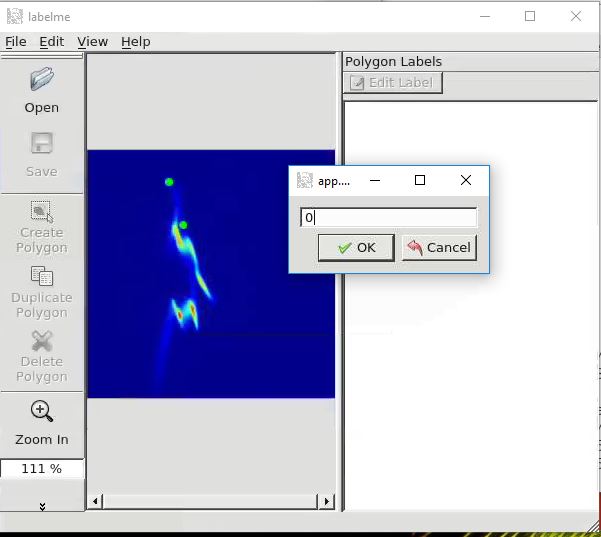 labelme
File Edit View Help
Open
Save
Create
Polygon
Duplicate
Polygon
Delete
Polygon
Zoom In
111 %
Polygon Labels
Edit Label
app....
0
OK Cancel